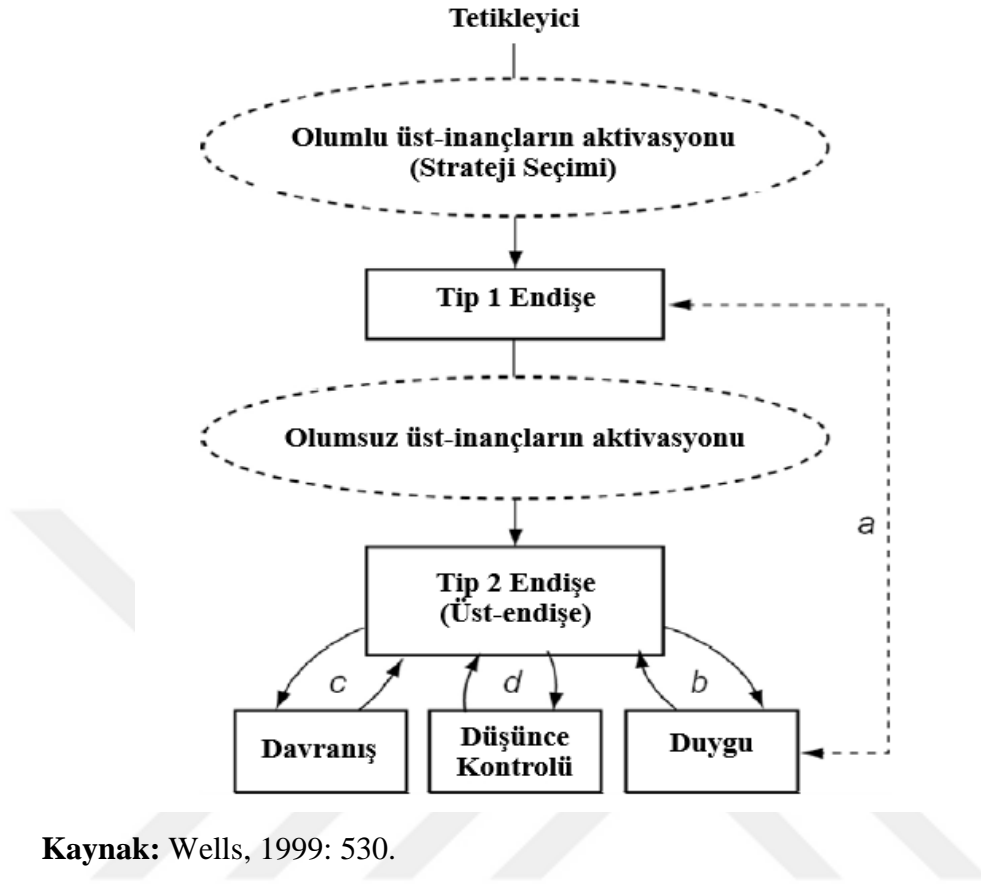 Tetikleyici
Olumlu üst-inançların aktivasyonu
(Strateji Seçimi)
Tip 1 Endişe
Olumsuz üst-inançların aktivasyonu
a
Tip 2 Endişe
(Üst-endişe)
c
d
b
Davranış
Düşünce
Kontrolü
Duygu
Kaynak: Wells, 1999: 530.